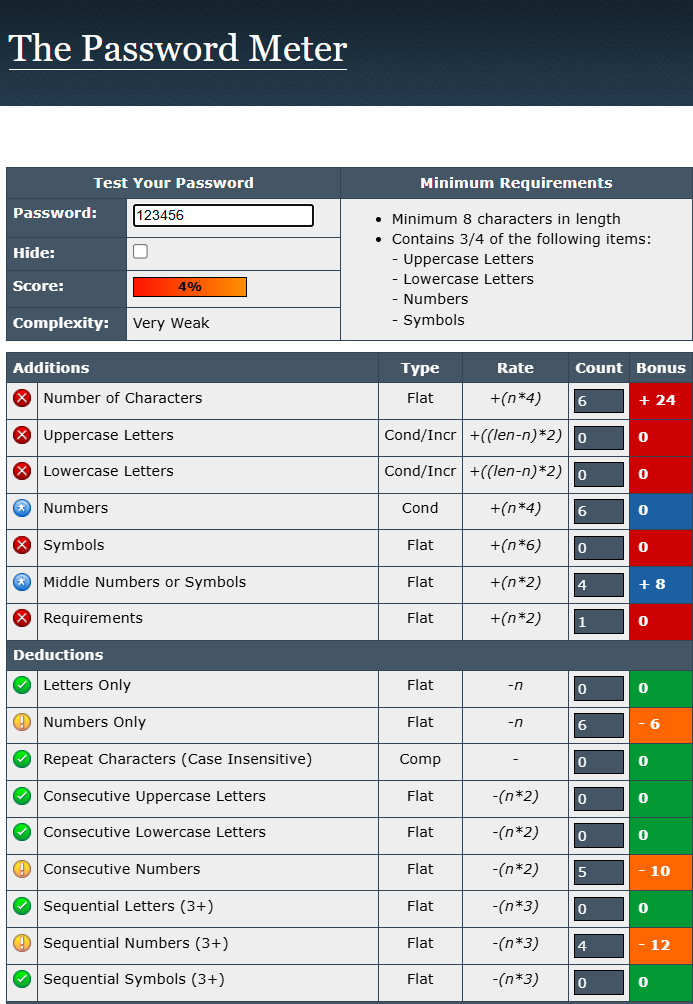 The Password Meter
Test Your Password Minimum Requirements
Password: 123456
Hide:
Score: 4%
Complexity: Very Weak
• Minimum 8 characters in length
• Contains 3/4 of the following items:
- Uppercase Letters
- Lowercase Letters
- Numbers
- Symbols
Additions Type Rate Count Bonus
Number of Characters Flat +(n*4) 6 + 24
Uppercase Letters Cond/Incr +((len-n)*2) 0 0
Lowercase Letters Cond/Incr +((len-n)*2) 0 0
Numbers Cond +(n*4) 6 0
Symbols Flat +(n*6) 0 0
Middle Numbers or Symbols Flat +(n*2) 4 + 8
Requirements Flat +(n*2) 1 0
Deductions
Letters Only Flat -n 0 0
Numbers Only Flat -n 6 - 6
Repeat Characters (Case Insensitive) Comp - 0 0
Consecutive Uppercase Letters Flat -(n*2) 0 0
Consecutive Lowercase Letters Flat -(n*2) 0 0
Consecutive Numbers Flat -(n*2) 5 - 10
Sequential Letters (3+) Flat -(n*3) 0 0
Sequential Numbers (3+) Flat -(n*3) 4 - 12
Sequential Symbols (3+) Flat -(n*3) 0 0